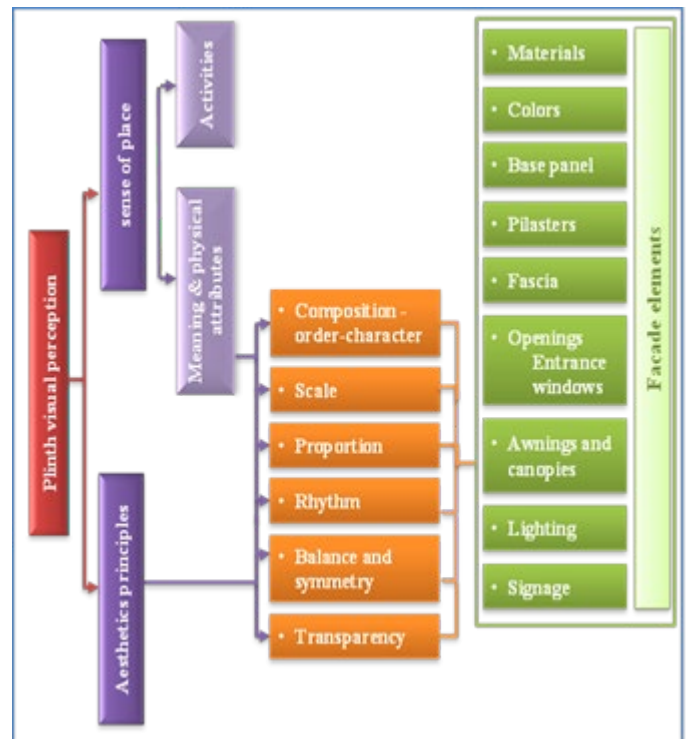 Plinth visual perception
sense of place
Aesthetics principles
Activities
Meaning & physical
attributes
• Composition -
order-character
• Scale
• Proportion
• Rhythm
• Balance and
symmetry
• Transparency
• Materials
• Colors
• Base panel
• Pilasters
• Fascia
• Openings
Entrance
windows
• Awnings and
canopies
• Lighting
• Signage
Facade elements